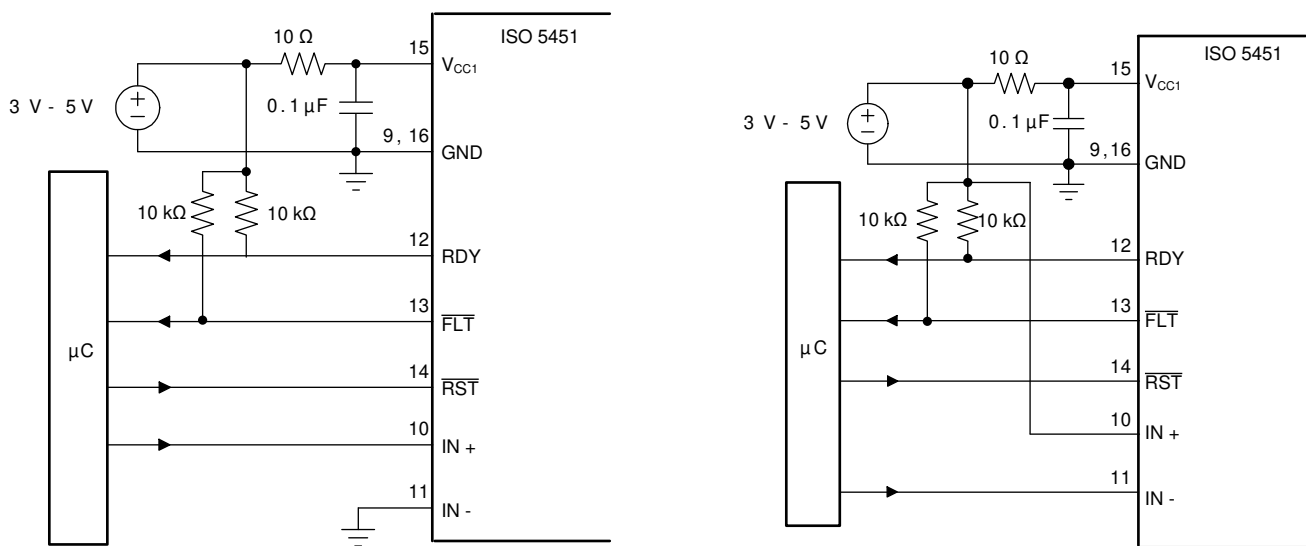 ISO 5451
10 Ω
15
VCC1
3 V - 5V
0.1 µF
9, 16
GND
10 kΩ
10 kΩ
12
RDY
13
FLT
µC
14
RST
10
IN +
11
IN -
ISO 5451
10 Ω
15
VCC1
3 V - 5V
0.1 µF
9, 16
GND
10 kΩ
10 kΩ
12
RDY
13
FLT
µC
14
RST
10
IN +
11
IN -